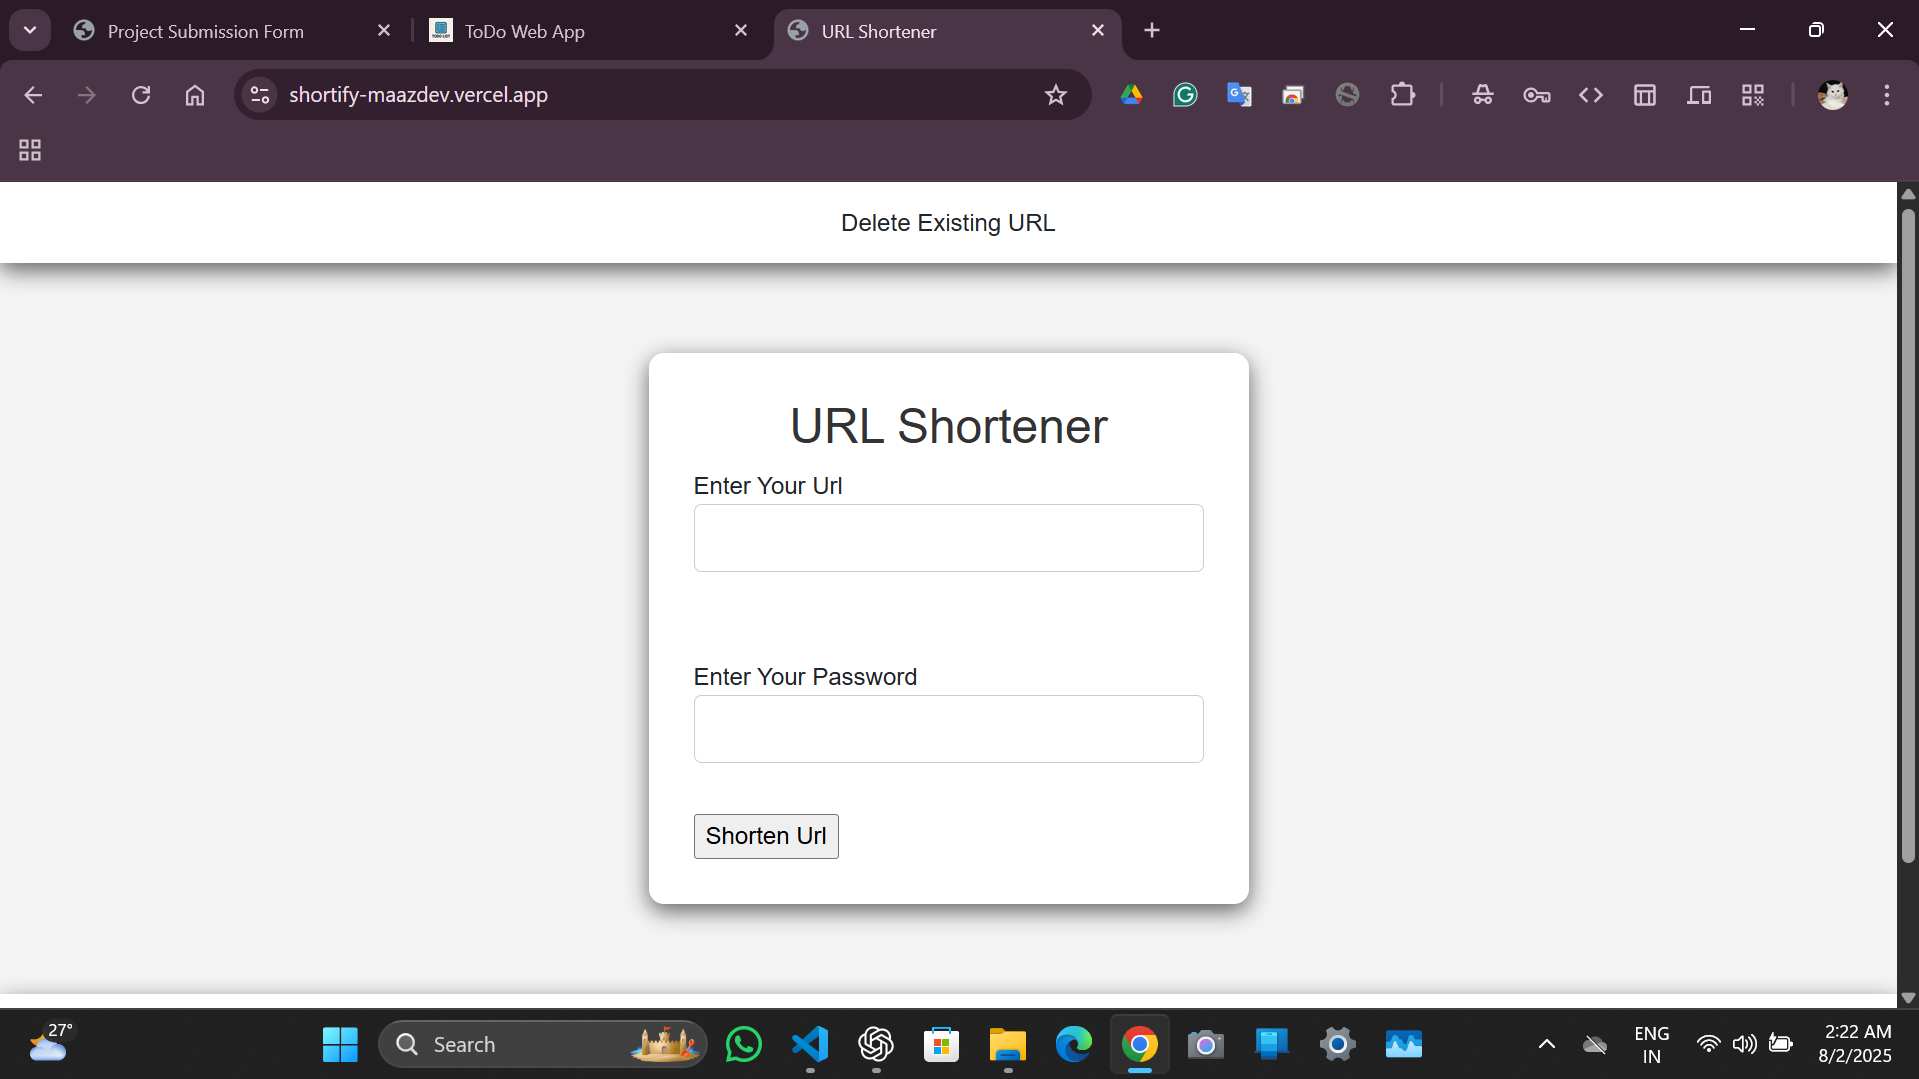 Project Submission Form
ToDo Web App
URL Shortener
shortify-maazdev.vercel.app
Delete Existing URL
URL Shortener
Enter Your Url
Enter Your Password
Shorten Url
27°
Search
ENG
IN
2:22 AM
8/2/2025